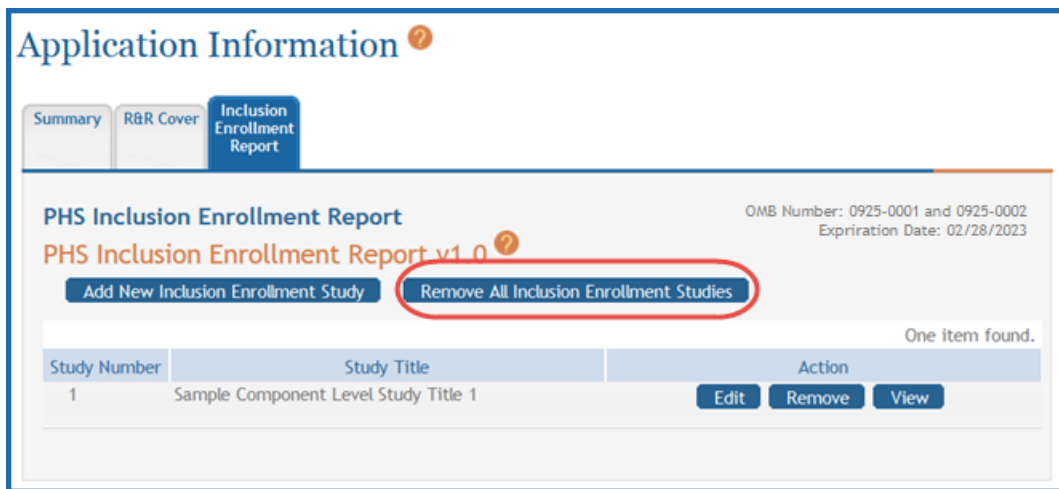 Application Information ?
Summary
R&R Cover
Inclusion
Enrollment
Report
PHS Inclusion Enrollment Report
OMB Number: 0925-0001 and 0925-0002
Expriration Date: 02/28/2023
PHS Inclusion Enrollment Report v1.0 ?
Add New Inclusion Enrollment Study
Remove All Inclusion Enrollment Studies
One item found.
Study Number Study Title Action
1 Sample Component Level Study Title 1 Edit Remove View